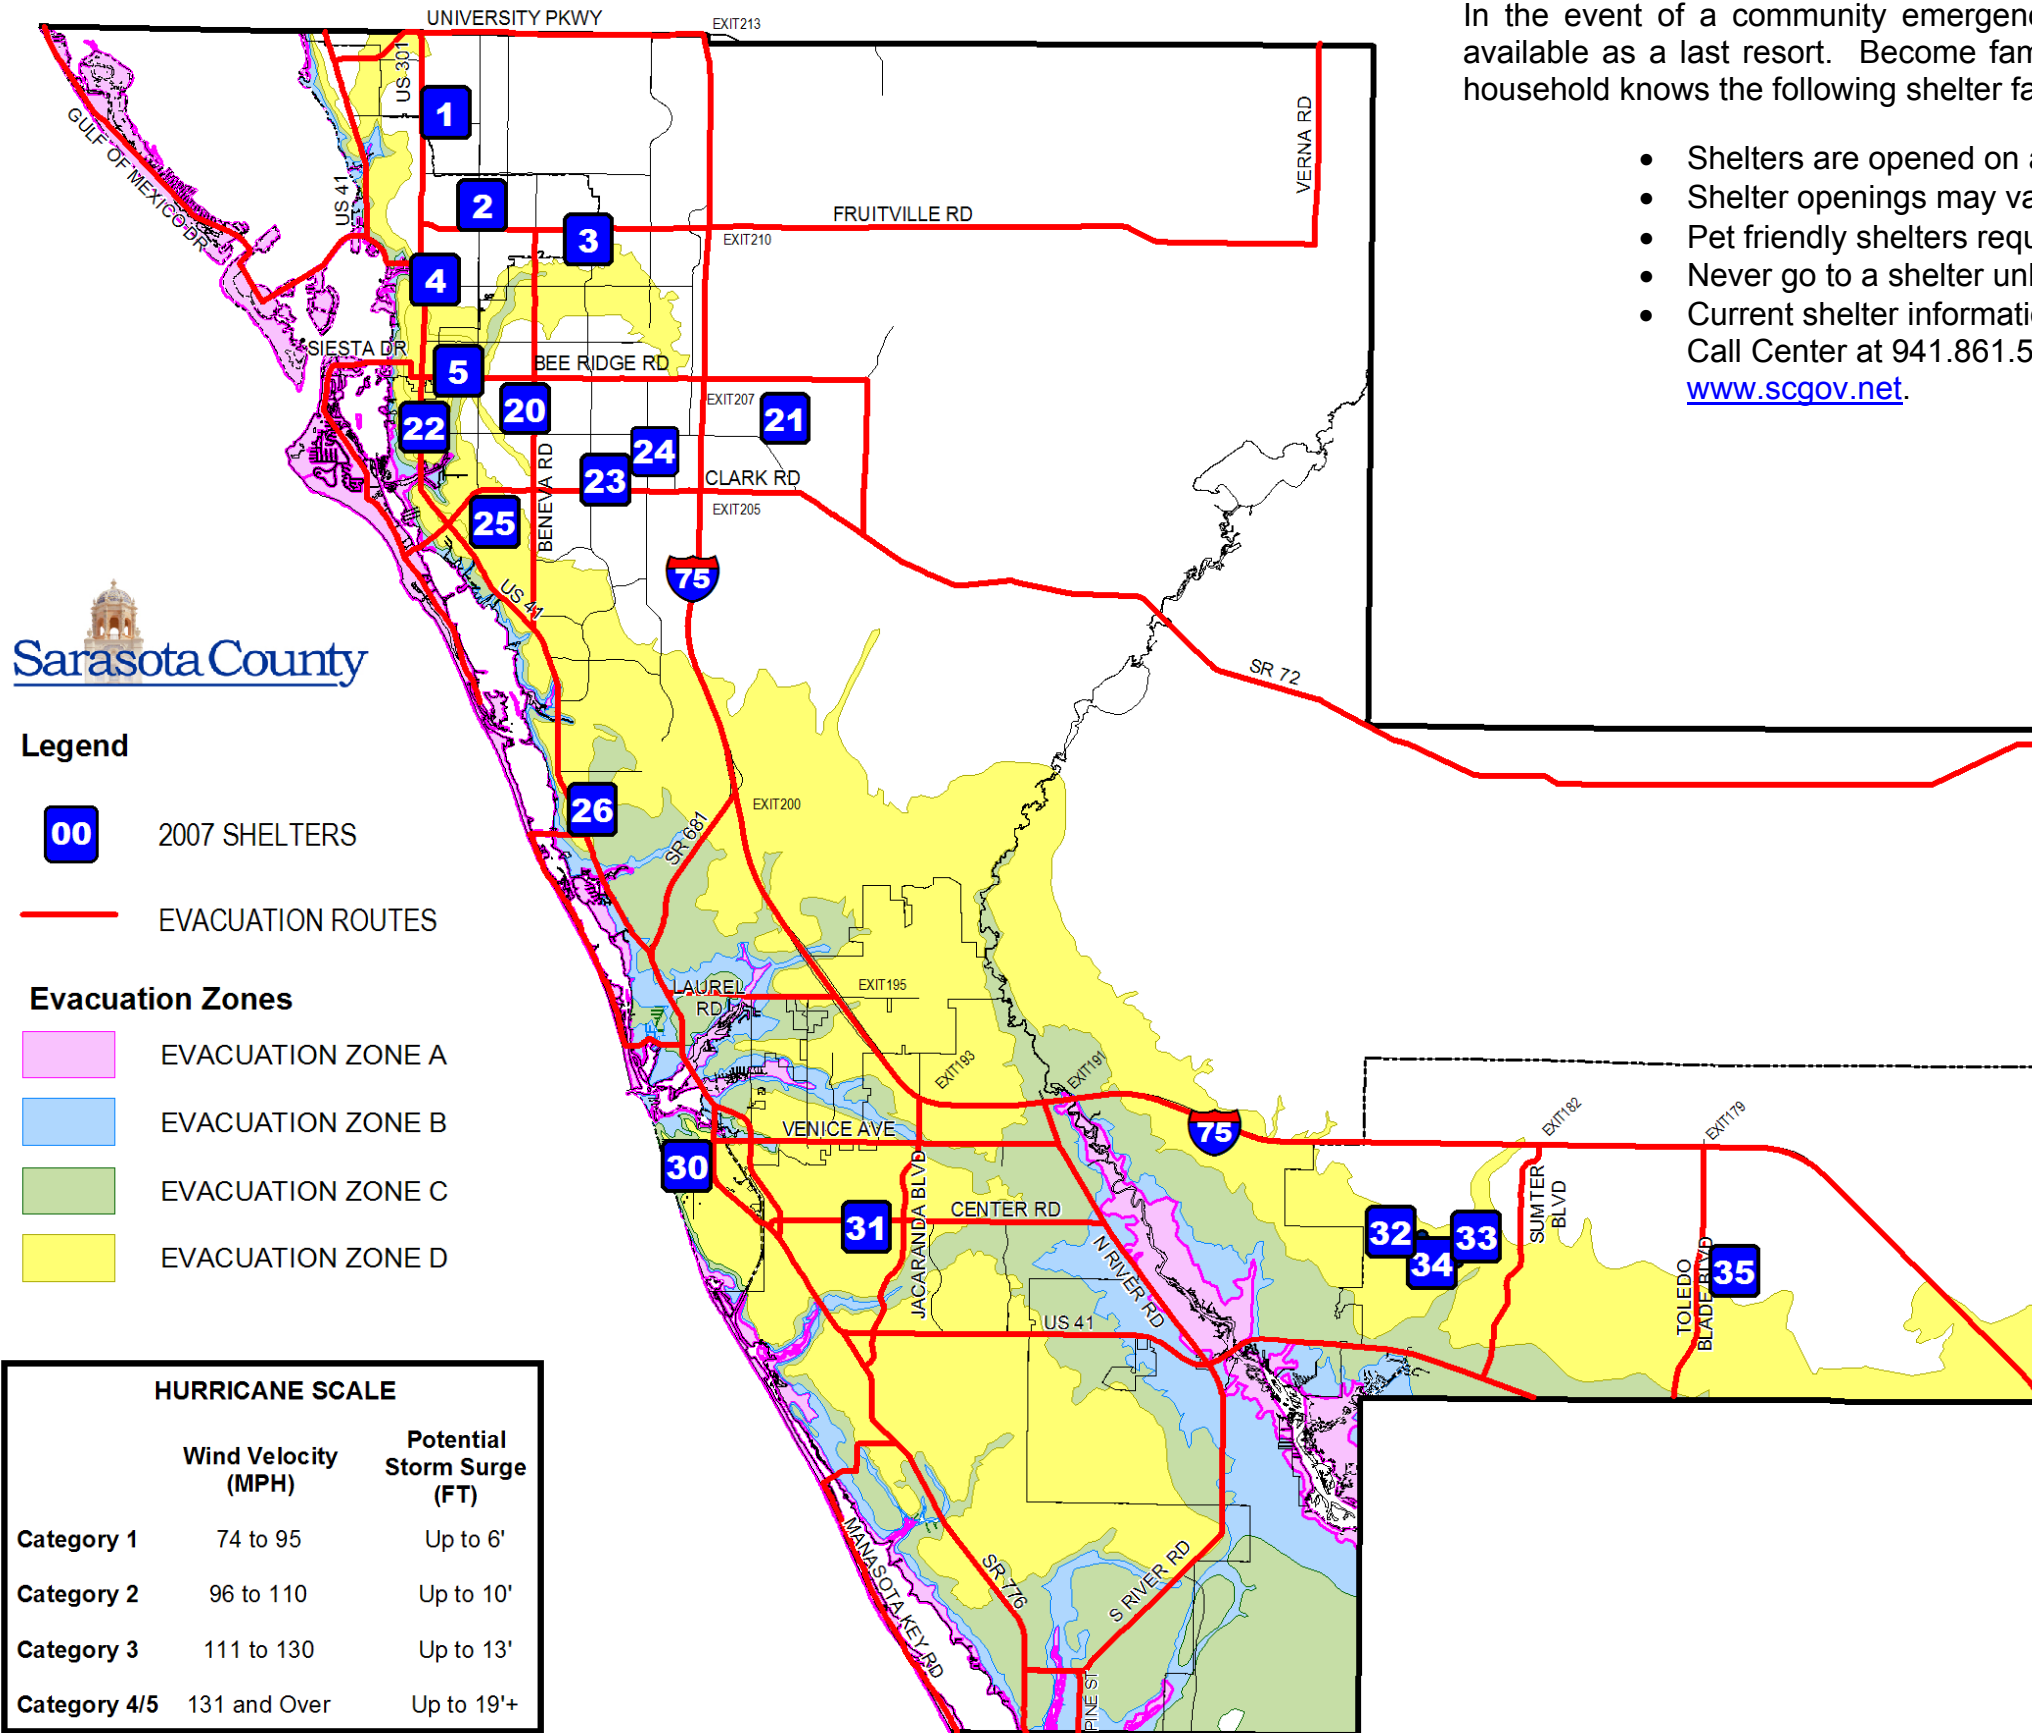 In the event of a community emergenc
available as a last resort. Become fam
household knows the following shelter fa
• Shelters are opened on a
• Shelter openings may va
• Pet friendly shelters requ
• Never go to a shelter unl
• Current shelter informatio
Call Center at 941.861.5
www.scgov.net.
UNIVERSITY PKWY
EXIT213
US 301
1
GULF OF MEXICO DR
US 41
VERNA RD
2
3
FRUITVILLE RD
EXIT210
4
SIESTA DR
5
BEE RIDGE RD
EXIT207
20
21
22
24
23
BENEVA RD
CLARK RD
EXIT205
25
75
US 41
SR 72
Sarasota County
Legend
00 2007 SHELTERS
EVACUATION ROUTES
Evacuation Zones
EVACUATION ZONE A
EVACUATION ZONE B
EVACUATION ZONE C
EVACUATION ZONE D
26
EXIT200
SR 681
LAUREL
RD
EXIT195
EXIT193
EXIT191
75
EXIT182
EXIT179
VENICE AVE
30
31
JACARANDA BLVD
CENTER RD
N RIVER RD
US 41
32
33
34
SUMTER
BLVD
35
TOLEDO
BLADE BLVD
MANASOTA KEY RD
SR 776
S RIVER RD
PINE ST
HURRICANE SCALE
Wind Velocity
(MPH)
Potential
Storm Surge
(FT)
Category 1 74 to 95 Up to 6'
Category 2 96 to 110 Up to 10'
Category 3 111 to 130 Up to 13'
Category 4/5 131 and Over Up to 19'+